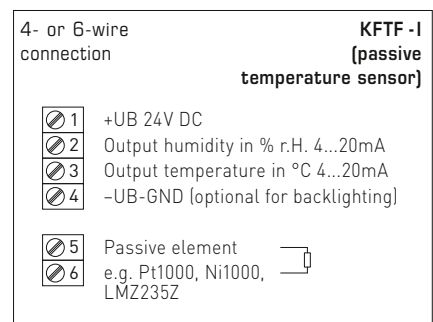 4- or 6-wire KFTF - I
connection (passive
temperature sensor)
1 +UB 24V DC
2 Output humidity in % r.H. 4...20mA
3 Output temperature in °C 4...20mA
4 –UB-GND (optional for backlighting)
5 Passive element
6 e.g. Pt1000, Ni1000,
LMZ235Z